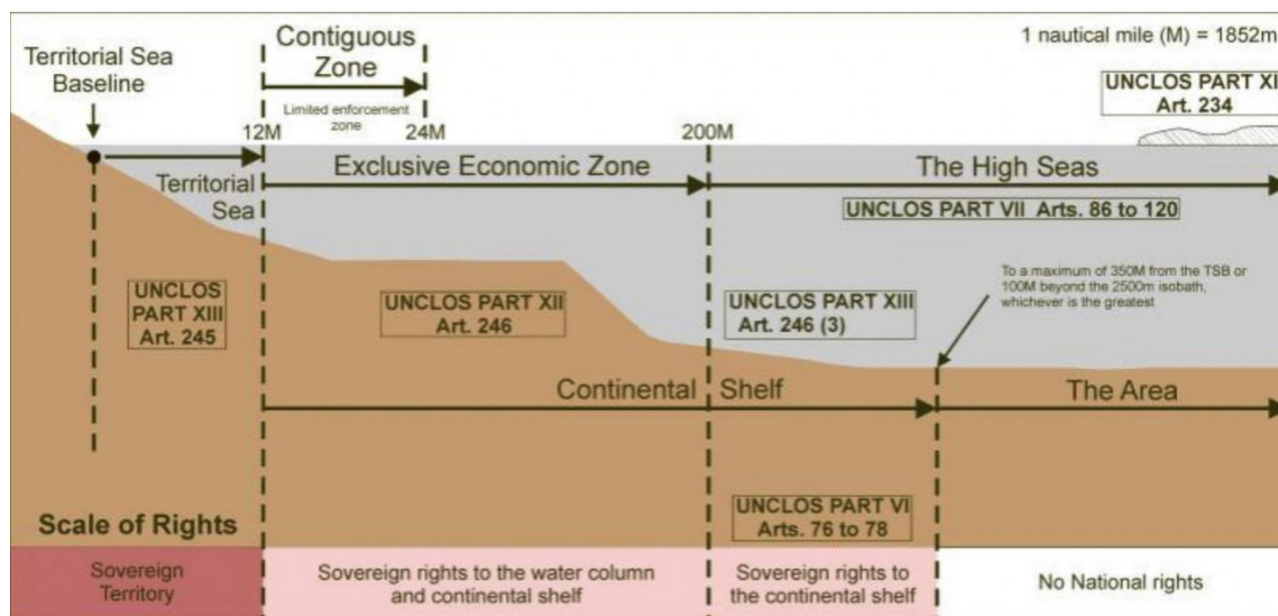 Contiguous
Zone
1 nautical mile (M) = 1852m
Territorial Sea
Baseline
UNCLOS PART XI
Art. 234
Limited enforcement
zone
12M
24M
200M
Exclusive Economic Zone
The High Seas
Territorial
Sea
UNCLOS PART VII Arts. 86 to 120
To a maximum of 350M from the TSB or
100M beyond the 2500m isobath,
whichever is the greatest
UNCLOS
PART XIII
Art. 245
UNCLOS PART XII
Art. 246
UNCLOS PART XIII
Art. 246 (3)
Continental Shelf
The Area
UNCLOS PART VI
Arts. 76 to 78
Scale of Rights
Sovereign
Territory
Sovereign rights to the water column
and continental shelf
Sovereign rights to
the continental shelf
No National rights